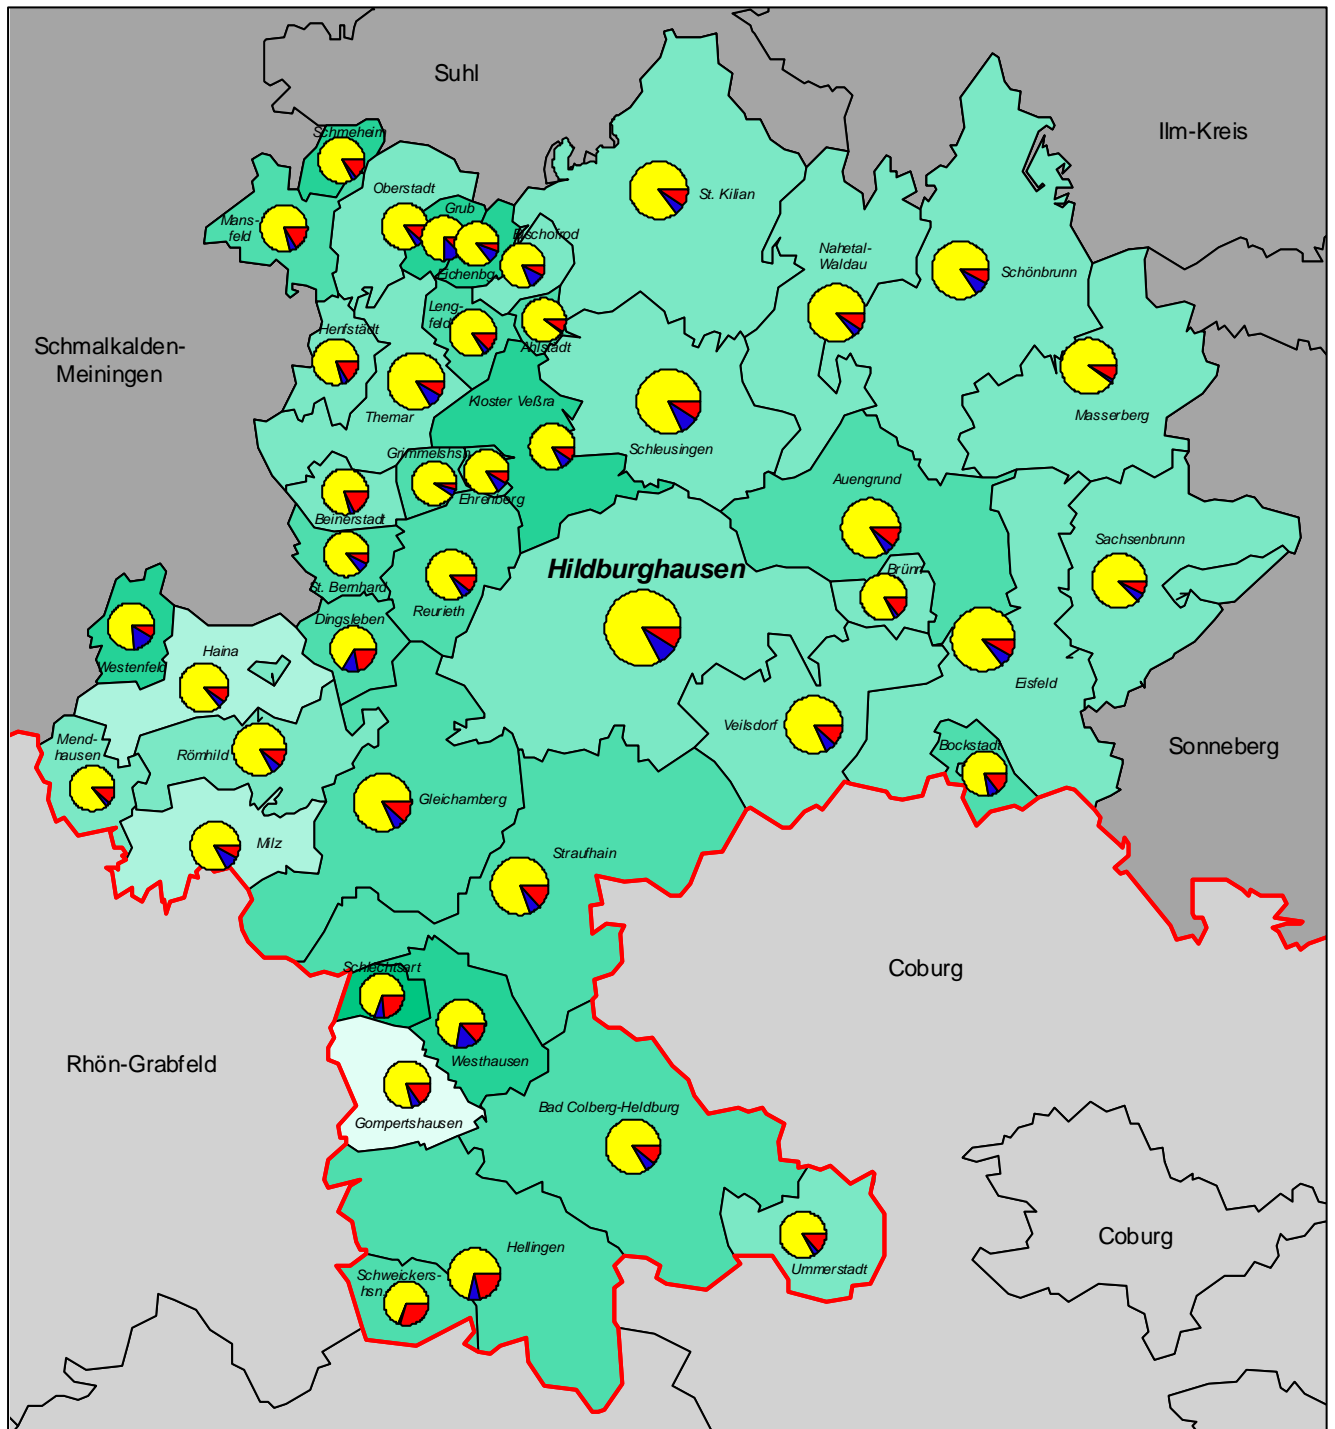 Suhl
Ilm-Kreis
Schmeheim
Oberstadt
Grub
St. Kilian
Mans-
feld
Bischofrod
Nahetal-
Waldau
Eichenbg.
Schönbrunn
Leng-
feld
Henfstädt
Ahlstädt
Schmalkalden-
Meiningen
Kloster Veßra
Themar
Masserberg
Schleusingen
Grimmelshsn.
Ehrenberg
Auengrund
Beinerstadt
Sachsenbrunn
Brünn
Hildburghausen
St. Bernhard
Reurieth
Dingsleben
Haina
Westenfeld
Eisfeld
Veilsdorf
Mend-
hausen
Römhild
Bockstadt
Sonneberg
Gleichamberg
Milz
Straufhain
Schlechtsart
Coburg
Westhausen
Rhön-Grabfeld
Bad Colberg-Heldburg
Gompertshausen
Coburg
Hellingen
Ummerstadt
Schweickers-
hsn.